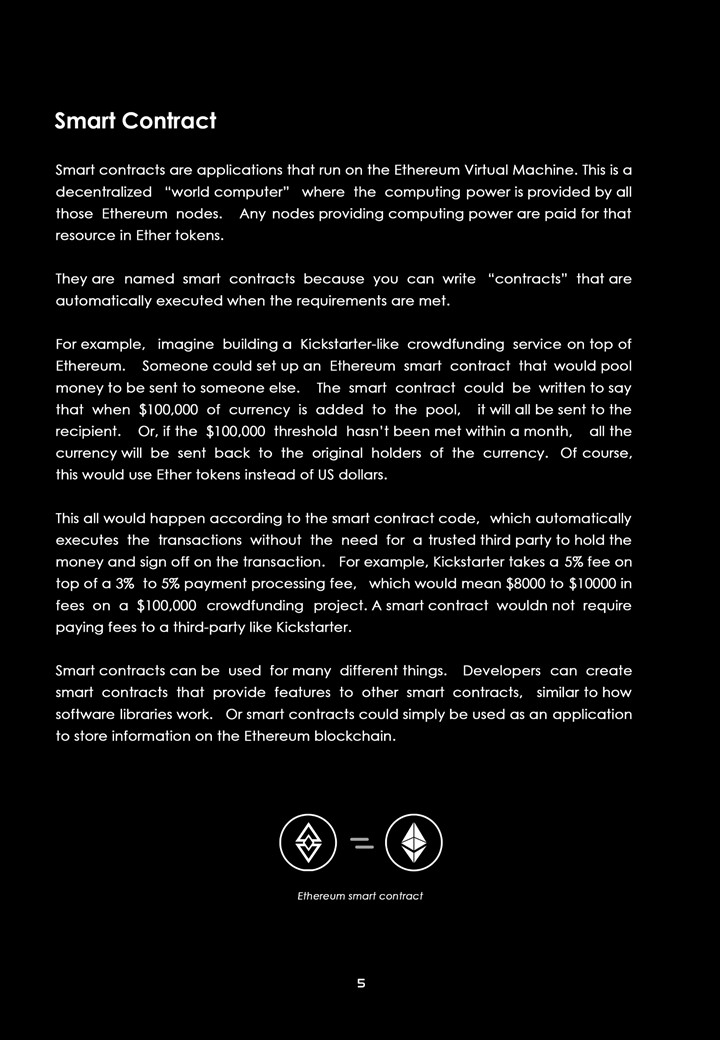 Smart Contract
Smart contracts are applications that run on the Ethereum Virtual Machine. This is a
decentralized “world computer” where the computing power is provided by all
those Ethereum nodes. Any nodes providing computing power are paid for that
resource in Ether tokens.
They are named smart contracts because you can write “contracts” that are
automatically executed when the requirements are met.
For example, imagine building a Kickstarter-like crowdfunding service on top of
Ethereum. Someone could set up an Ethereum smart contract that would pool
money to be sent to someone else. The smart contract could be written to say
that when $100,000 of currency is added to the pool, it will all be sent to the
recipient. Or, if the $100,000 threshold hasn’t been met within a month, all the
currency will be sent back to the original holders of the currency. Of course,
this would use Ether tokens instead of US dollars.
This all would happen according to the smart contract code, which automatically
executes the transactions without the need for a trusted third party to hold the
money and sign off on the transaction. For example, Kickstarter takes a 5% fee on
top of a 3% to 5% payment processing fee, which would mean $8000 to $10000 in
fees on a $100,000 crowdfunding project. A smart contract wouldn not require
paying fees to a third-party like Kickstarter.
Smart contracts can be used for many different things. Developers can create
smart contracts that provide features to other smart contracts, similar to how
software libraries work. Or smart contracts could simply be used as an application
to store information on the Ethereum blockchain.
Ethereum smart contract
5